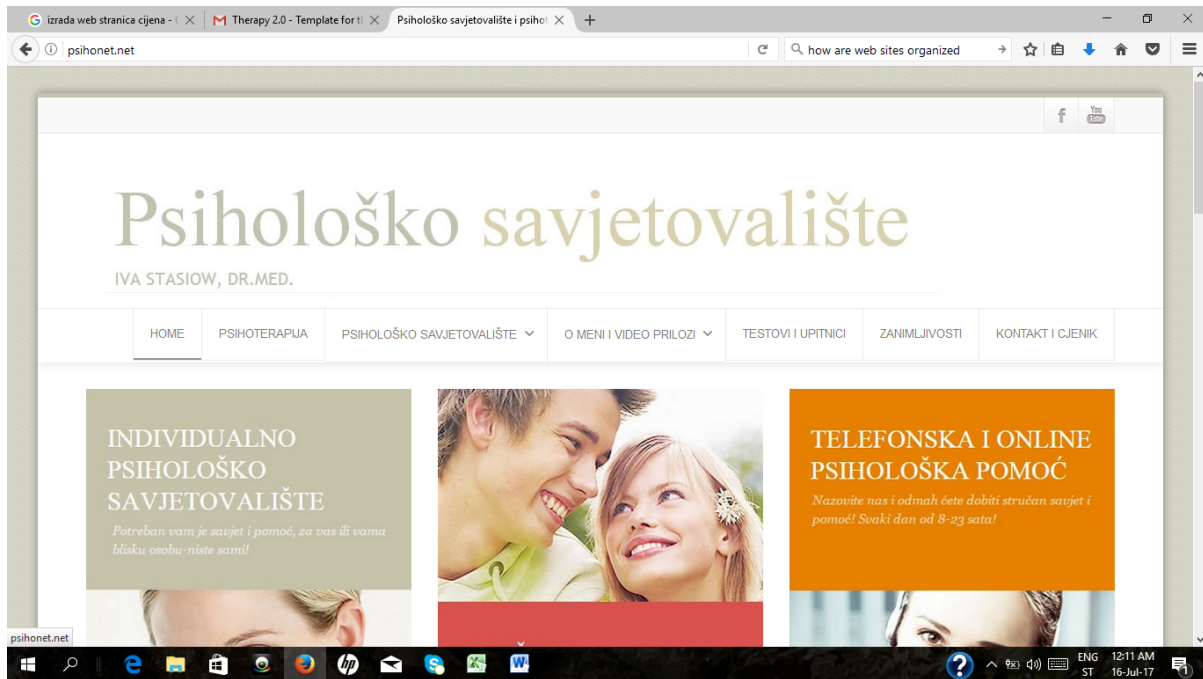 izrada web stranica cijena -
Therapy 2.0 - Template for t
Psihološko savjetovalište i psihot
psihonet.net
how are web sites organized
f
You
Tube
Psihološko savjetovalište
IVA STASIOW, DR.MED.
HOME
PSIHOTERAPIJA
PSIHOLOŠKO SAVJETOVALIŠTE
O MENI I VIDEO PRILOZI
TESTOVI I UPITNICI
ZANIMLJIVOSTI
KONTAKT I CJENIK
INDIVIDUALNO
PSIHOLOŠKO
SAVJETOVALIŠTE
Potreban vam je savjet i pomoć, za vas ili vama
blisku osobu-niste sami!
TELEFONSKA I ONLINE
PSIHOLOŠKA POMOĆ
Nazovite nas i odmah ćete dobiti stručan savjet i
pomoć! Svaki dan od 8-23 sata!
psihonet.net
ENG
ST
12:11 AM
16-Jul-17